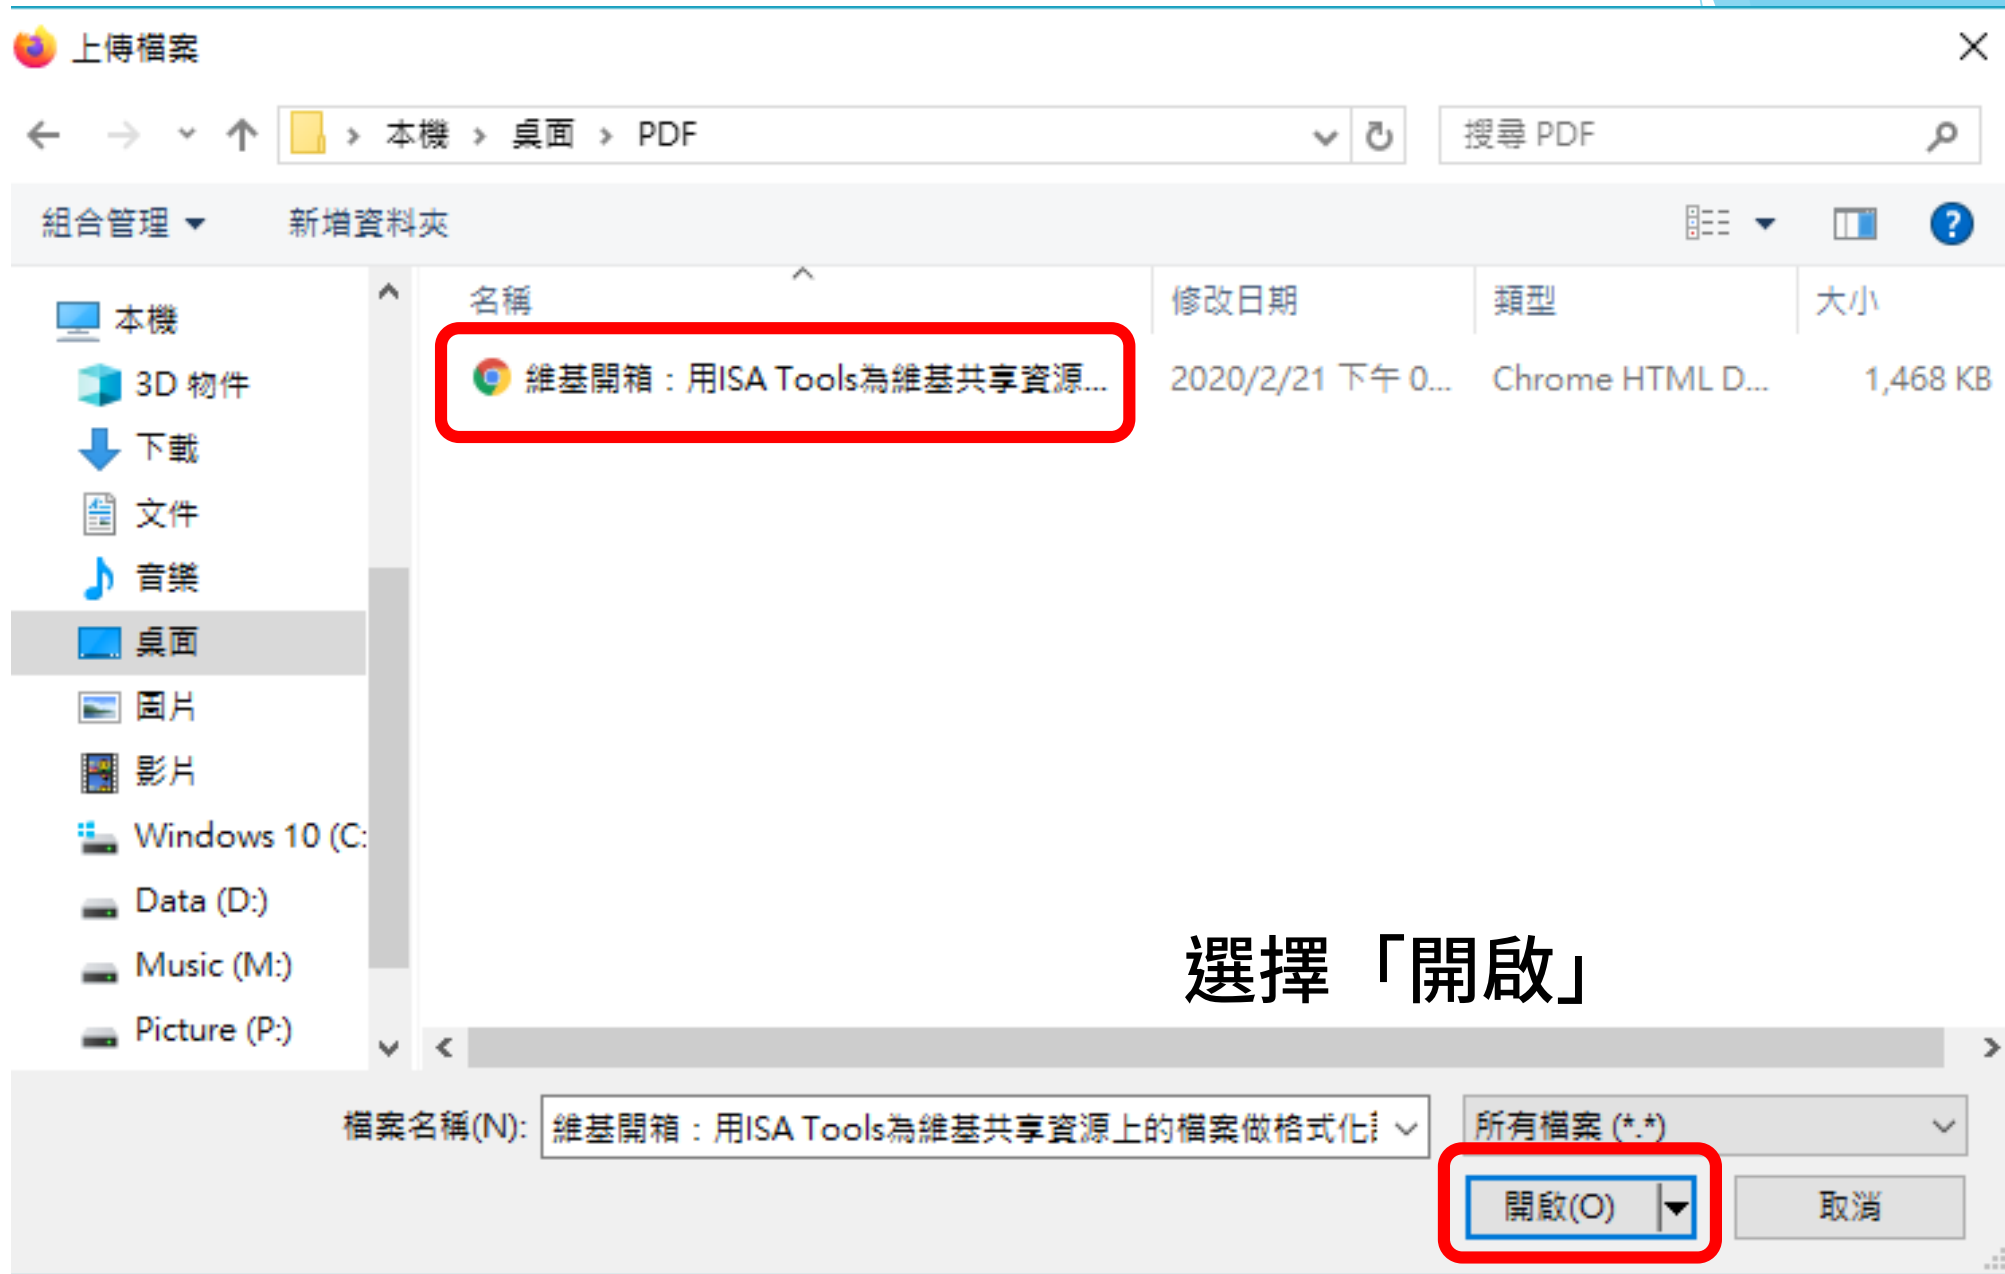 上傳檔案
本機 › 桌面 › PDF
搜尋 PDF
組合管理 新增資料夾
名稱 修改日期 類型 大小
維基開箱：用ISA Tools為維基共享資源... 2020/2/21 下午 0... Chrome HTML D... 1,468 KB
本機
3D 物件
下載
文件
音樂
桌面
圖片
影片
Windows 10 (C:
Data (D:)
Music (M:)
Picture (P:)
選擇「開啟」
檔案名稱(N): 維基開箱：用ISA Tools為維基共享資源上的檔案做格式化 所有檔案 (*.*)
開啟(O) 取消